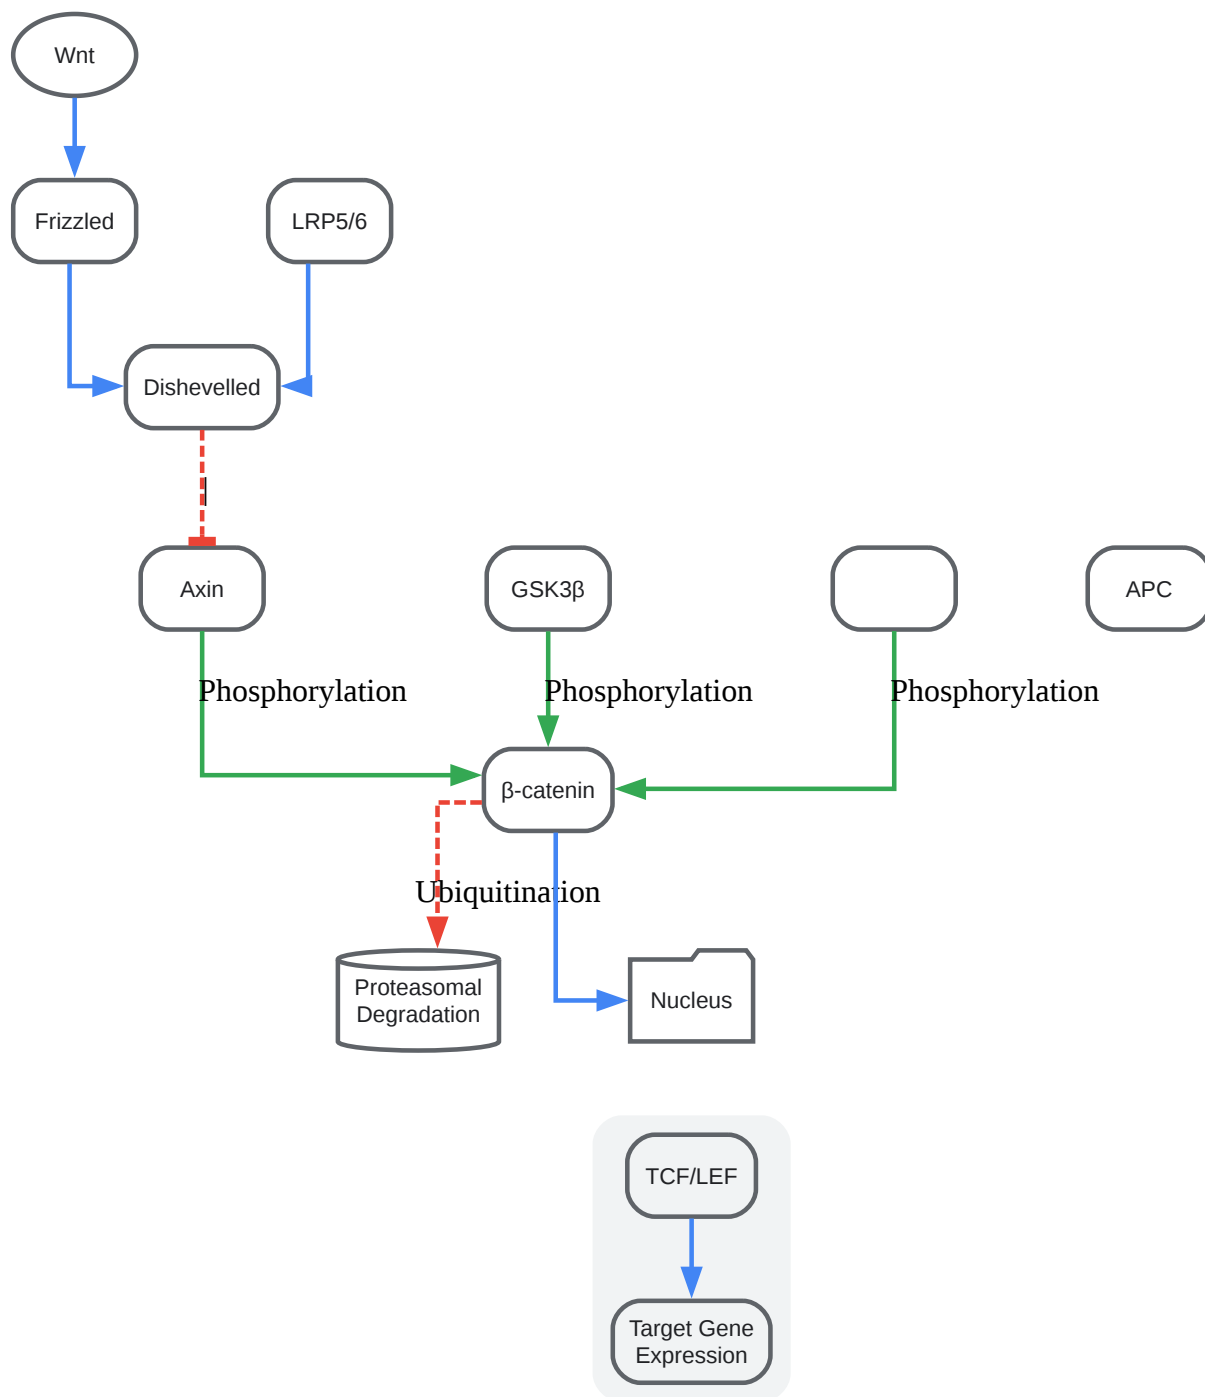 Wnt
Frizzled
LRP5/6
Dishevelled
|
Axin
GSK3β
APC
Phosphorylation
Phosphorylation
Phosphorylation
β-catenin
Ubiquitination
Proteasomal
Degradation
Nucleus
TCF/LEF
Target Gene
Expression